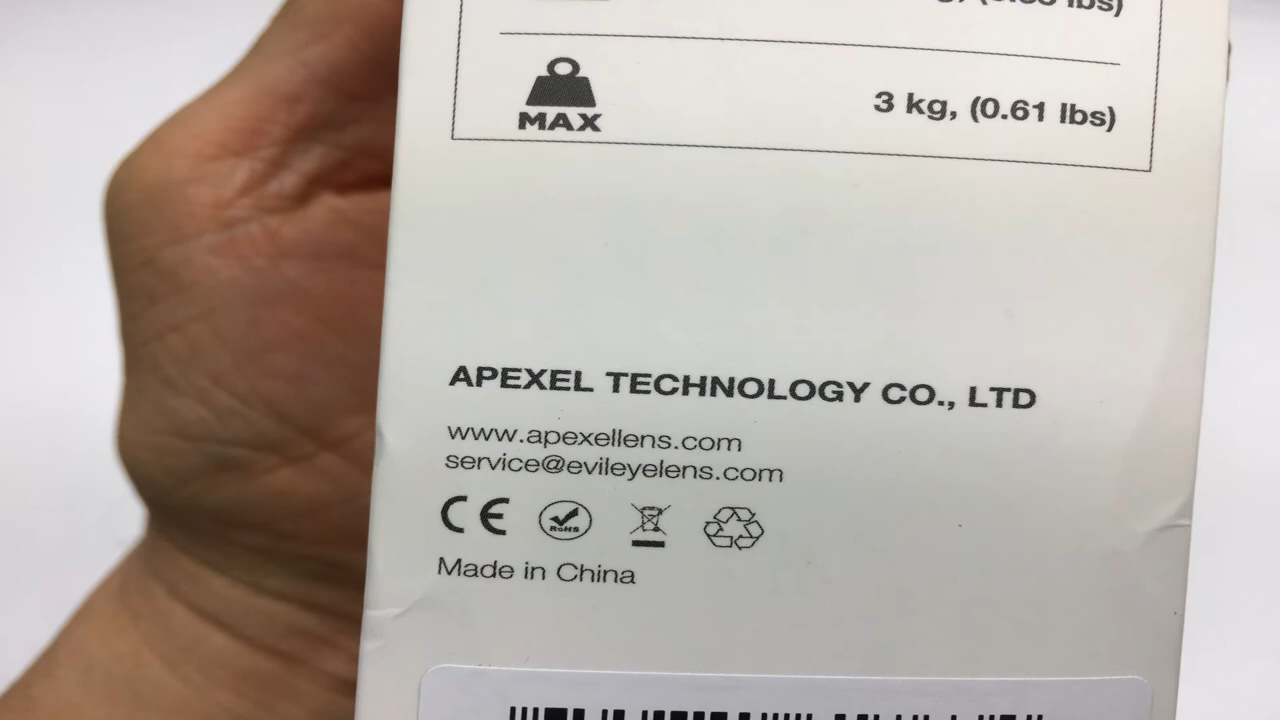 lbs)
MAX
3 kg, (0.61 lbs)
APEXEL TECHNOLOGY CO., LTD
www.apexellens.com
service@evileyelens.com
CE RoHS
Made in China